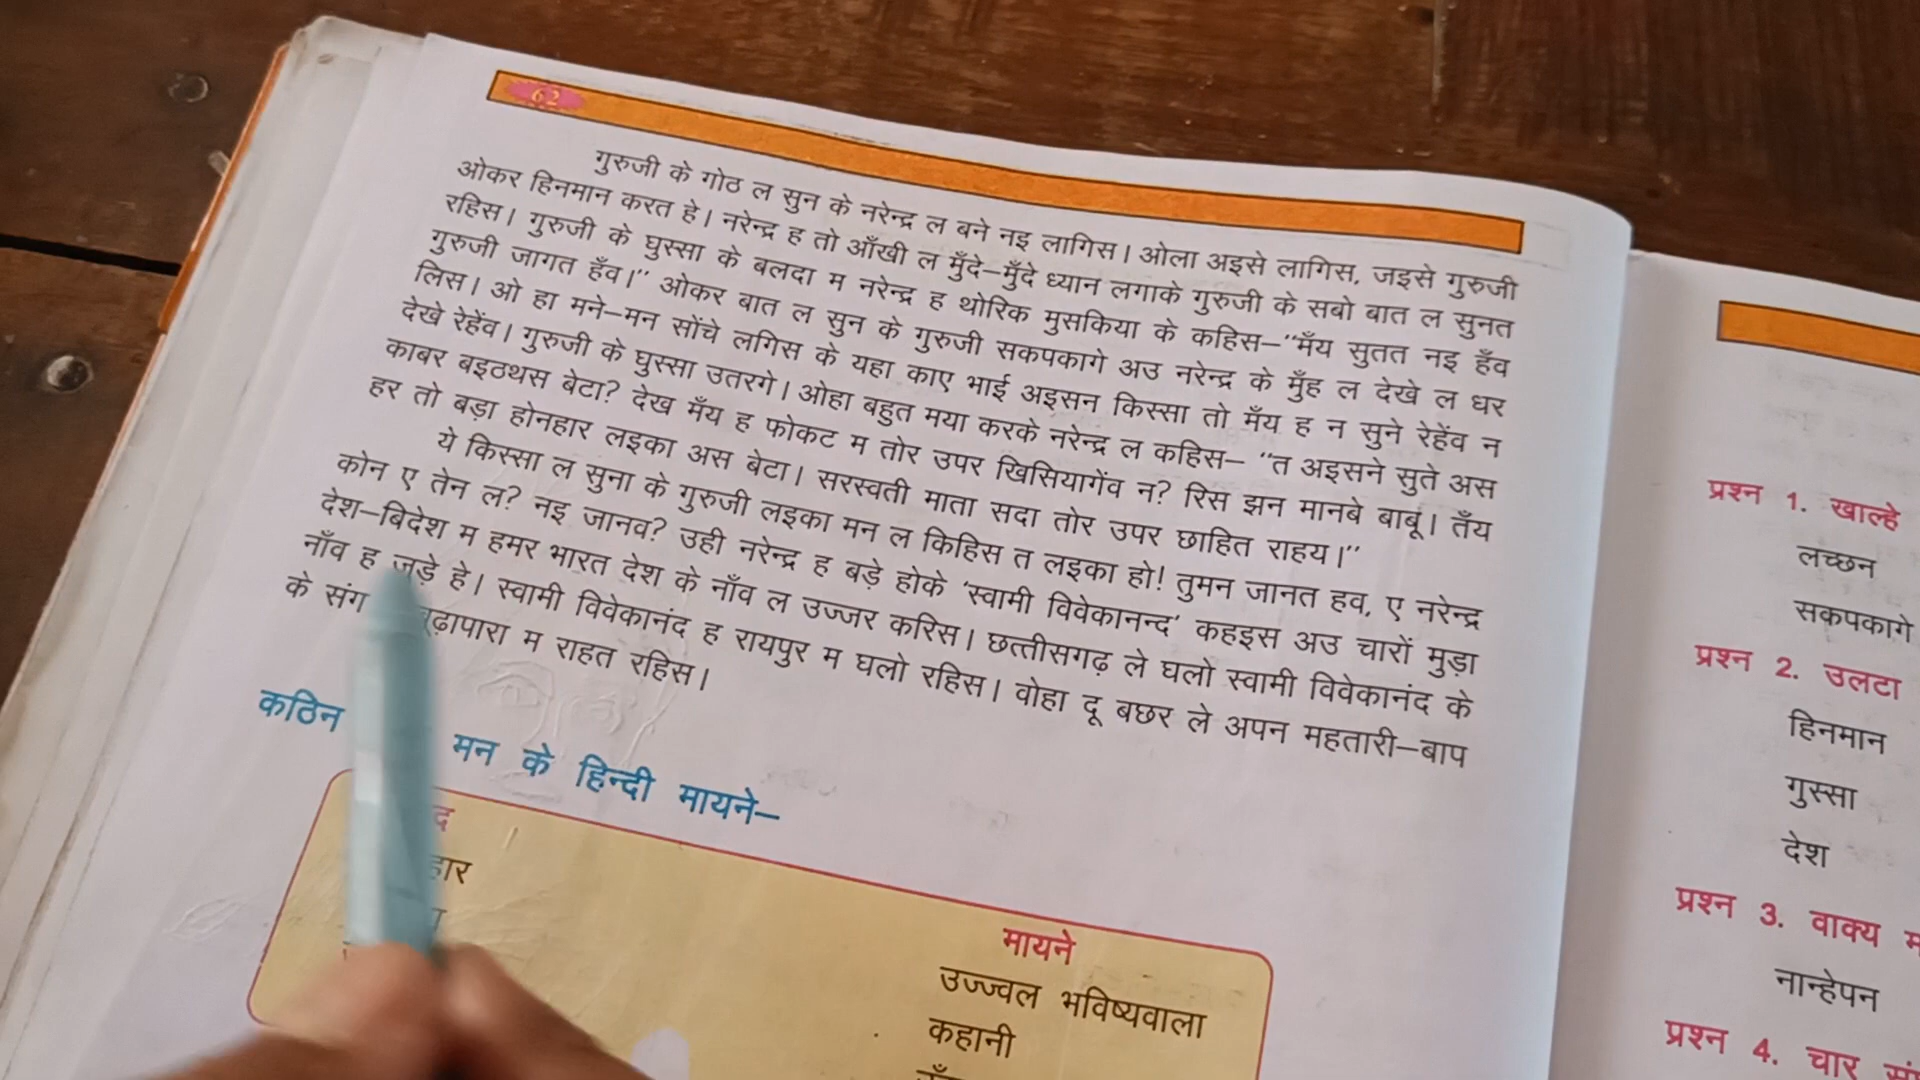 62
गुरुजी के गोठ ल सुन के नरेन्द्र ल बने नइ लागिस। ओला अइसे लागिस, जइसे गुरुजी
ओकर हिनमान करत हे। नरेन्द्र ह तो आँखी ल मुँदे–मुँदे ध्यान लगाके गुरुजी के सबो बात ल सुनत
रहिस। गुरुजी के घुस्सा के बलदा म नरेन्द्र ह थोरिक मुसकिया के कहिस–"मँय सुतत नइ हँव
गुरुजी जागत हँव।" ओकर बात ल सुन के गुरुजी सकपकागे अउ नरेन्द्र के मुँह ल देखे ल धर
लिस। ओ हा मने–मन सोंचे लगिस के यहा काए भाई अइसन किस्सा तो मँय ह न सुने रेहेंव न
देखे रेहेंव। गुरुजी के घुस्सा उतरगे। ओहा बहुत मया करके नरेन्द्र ल कहिस– "त अइसने सुते अस
काबर बइठथस बेटा? देख मँय ह फोकट म तोर उपर खिसियागेंव न? रिस झन मानबे बाबू। तँय
हर तो बड़ा होनहार लइका अस बेटा। सरस्वती माता सदा तोर उपर छाहित राहय।"
ये किस्सा ल सुना के गुरुजी लइका मन ल किहिस त लइका हो! तुमन जानत हव, ए नरेन्द्र
कोन ए तेन ल? नइ जानव? उही नरेन्द्र ह बड़े होके 'स्वामी विवेकानन्द' कहइस अउ चारों मुड़ा
देश–बिदेश म हमर भारत देश के नाँव ल उज्जर करिस। छत्तीसगढ़ ले घलो स्वामी विवेकानंद के
नाँव ह जुड़े हे। स्वामी विवेकानंद ह रायपुर म घलो रहिस। वोहा दू बछर ले अपन महतारी–बाप
के संग म राहत रहिस।
कठिन मन के हिन्दी मायने–
मायने
उज्ज्वल भविष्यवाला
कहानी
प्रश्न 1. खाल्हे
लच्छन
सकपकागे
प्रश्न 2. उलटा
हिनमान
गुस्सा
देश
प्रश्न 3. वाक्य
नान्हेपन
प्रश्न 4. चार